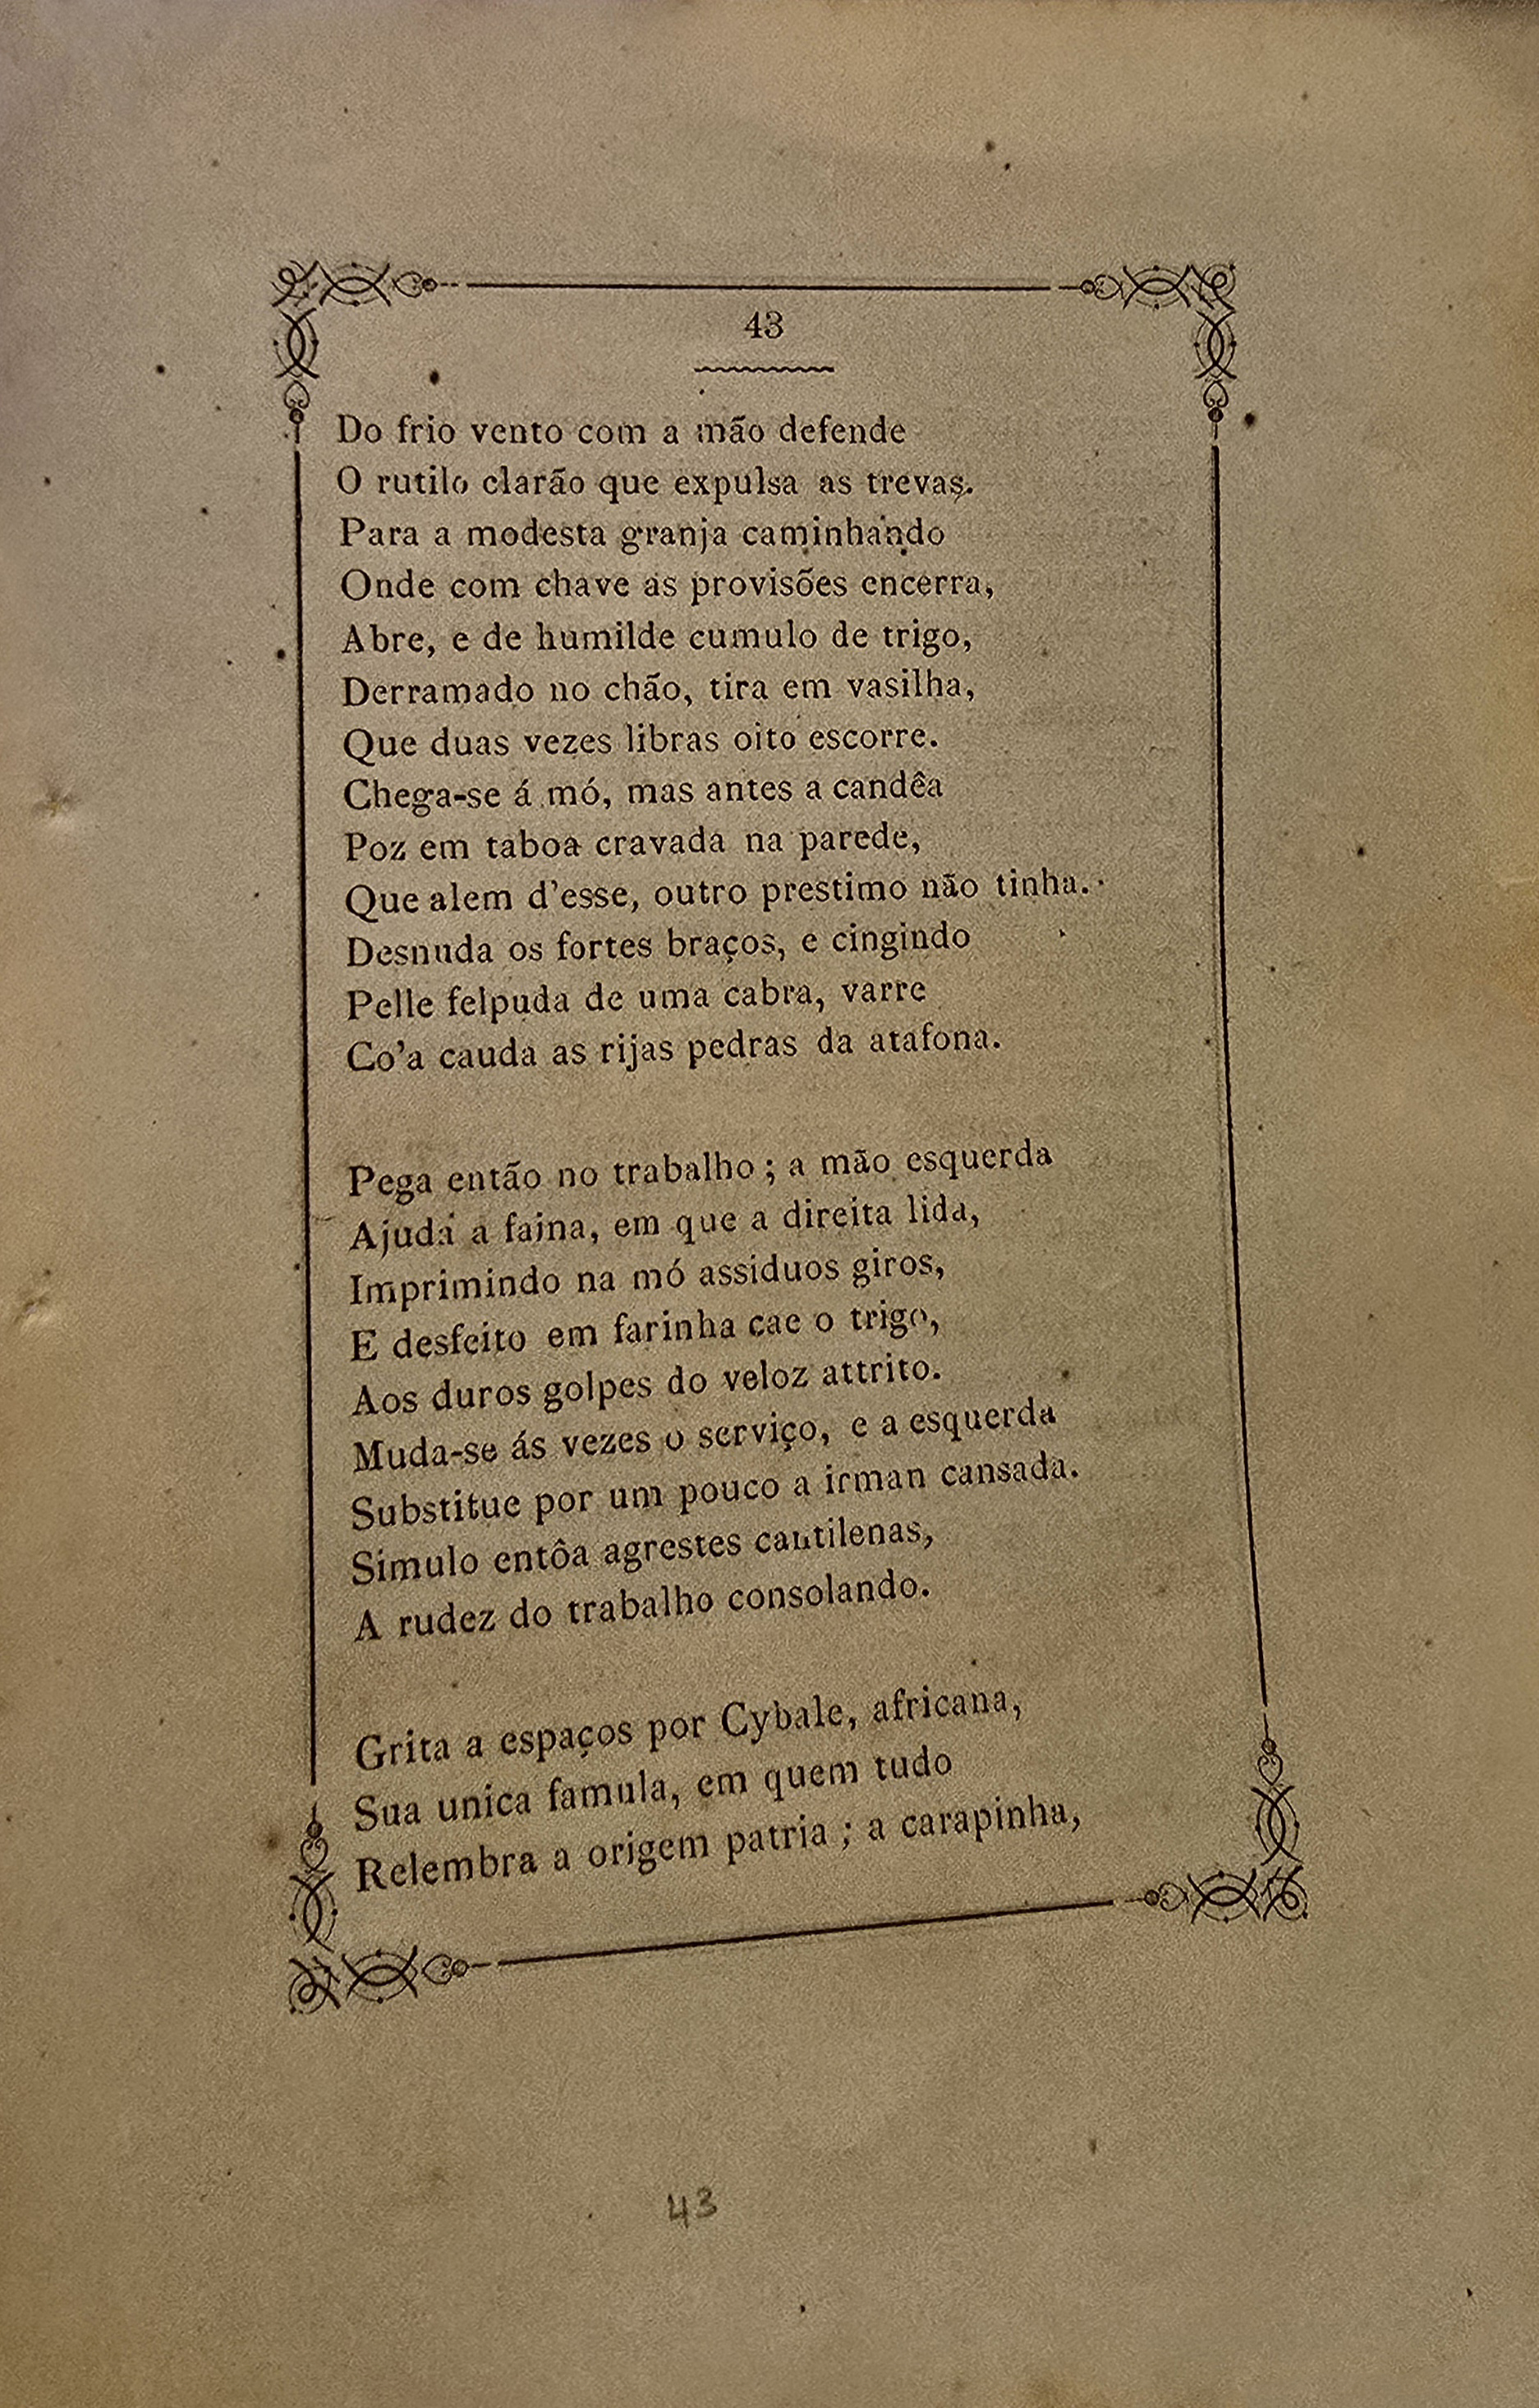 43
Do frio vento com a mão defende
O rutilo clarão que expulsa as trevas.
Para a modesta granja caminhando
Onde com chave as provisões encerra,
Abre, e de humilde cumulo de trigo,
Derramado no chão, tira em vasilha,
Que duas vezes libras oito escorre.
Chega-se á mó, mas antes a candêa
Poz em taboa cravada na parede,
Que alem d'esse, outro prestimo não tinha.
Desnuda os fortes braços, e cingindo
Pelle felpuda de uma cabra, varre
Co'a cauda as rijas pedras da atafona.
Pega então no trabalho ; a mão esquerda
Ajuda a faina, em que a direita lida,
Imprimindo na mó assiduos giros,
E desfeito em farinha cae o trigo,
Aos duros golpes do veloz attrito.
Muda-se ás vezes o serviço, e a esquerda
Substitue por um pouco a irman cansada.
Simulo entôa agrestes cantilenas,
A rudez do trabalho consolando.
Grita a espaços por Cybale, africana,
Sua unica famula, em quem tudo
Relembra a origem patria ; a carapinha,
43